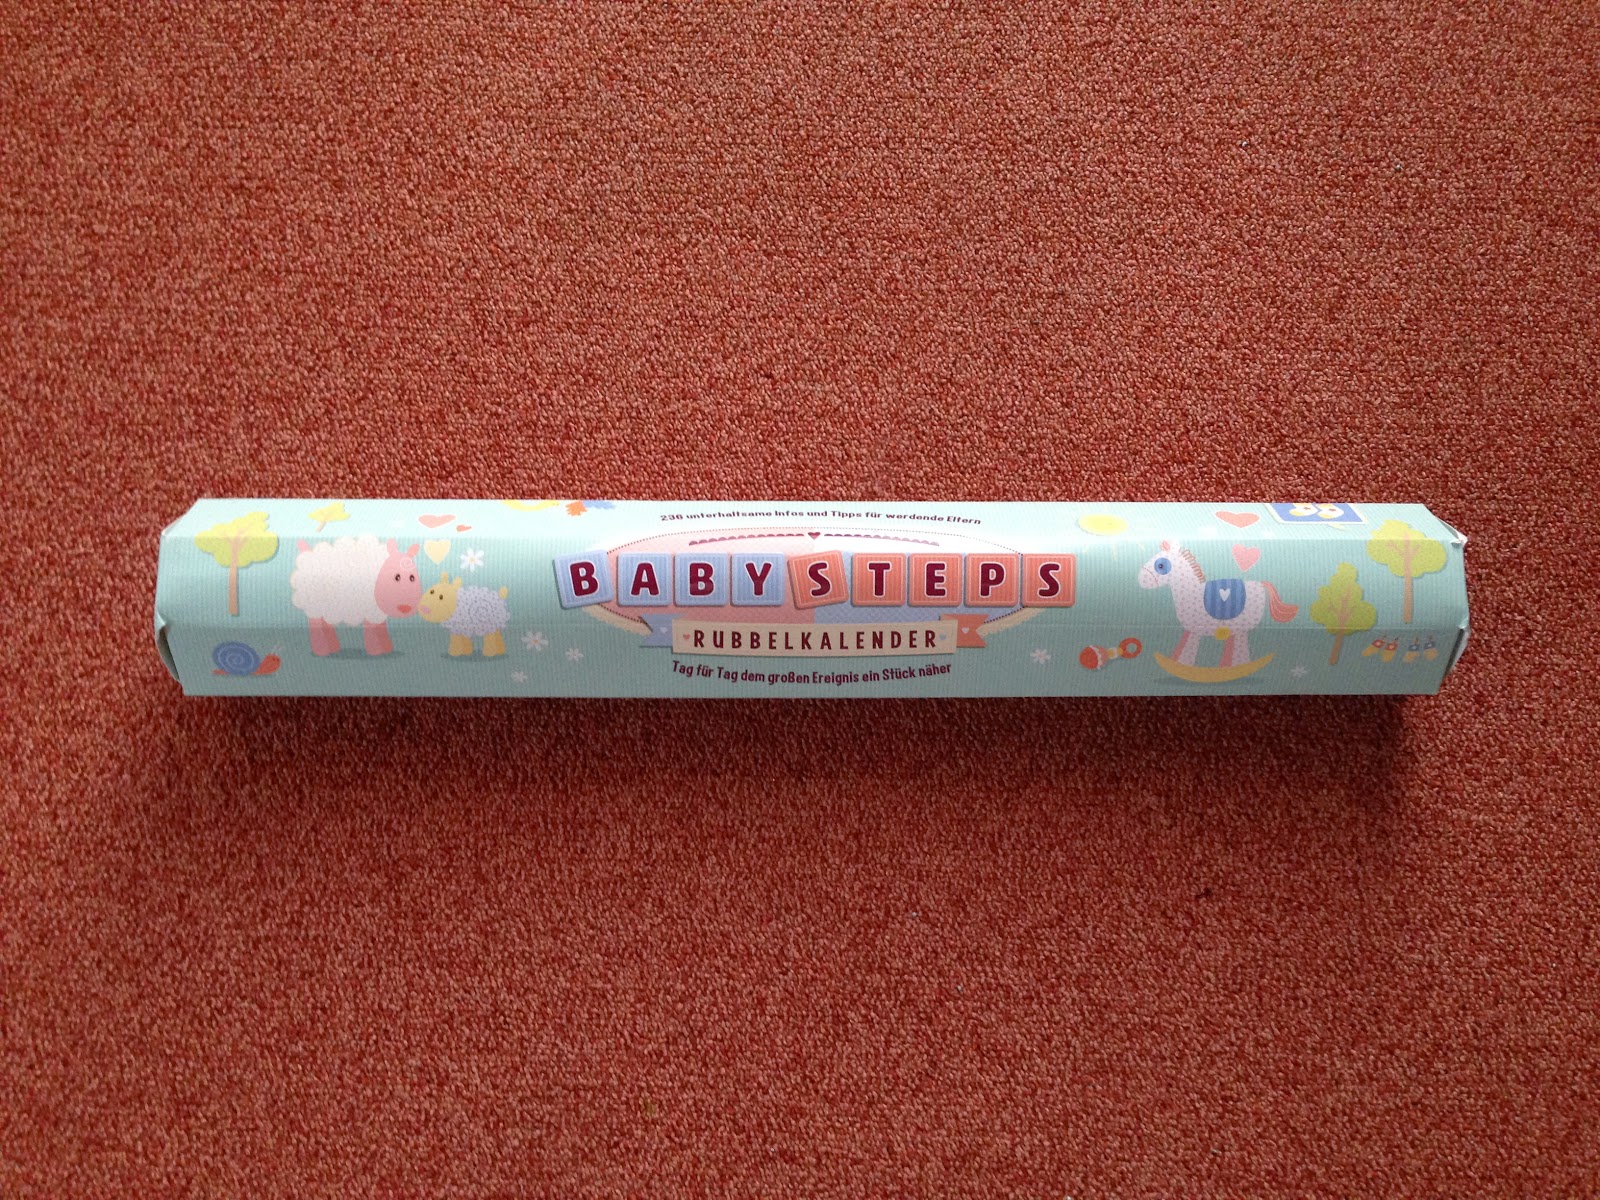 236 unterhaltsame Infos und Tipps für werdende Eltern
BABY STEPS
RUBBELKALENDER
Tag für Tag dem großen Ereignis ein Stück näher